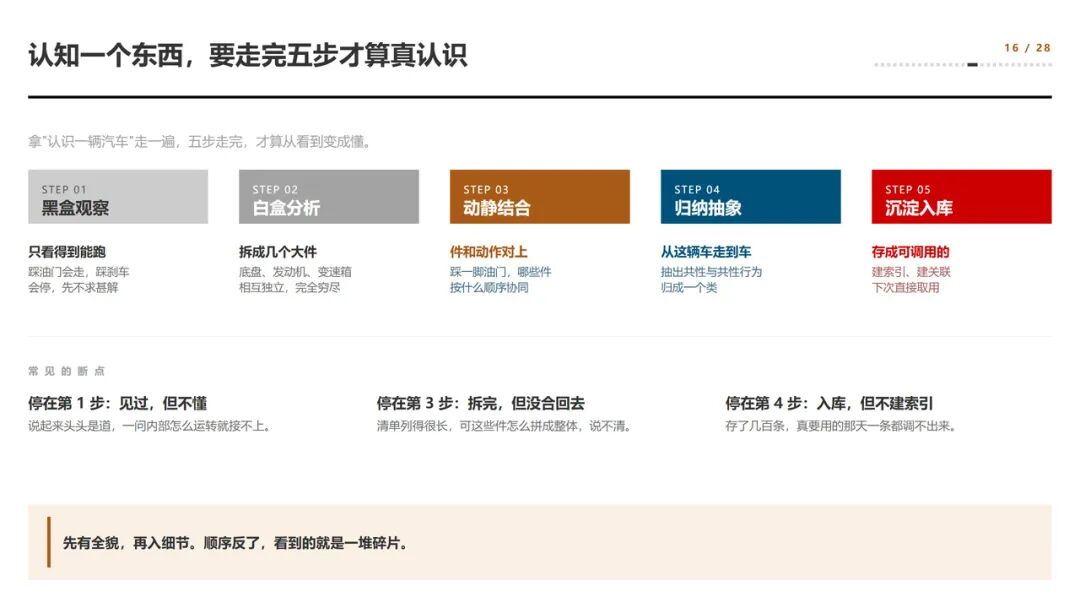 认知一个东西，要走完五步才算真认识
16 / 28
拿"认识一辆汽车"走一遍，五步走完，才算从看到变成懂。
STEP 01
黑盒观察
只看得到能跑
踩油门会走，踩刹车
会停，先不求甚解
STEP 02
白盒分析
拆成几个大件
底盘、发动机、变速箱
相互独立，完全穷尽
STEP 03
动静结合
件和动作对上
踩一脚油门，哪些件
按什么顺序协同
STEP 04
归纳抽象
从这辆车走到车
抽出共性与共性行为
归成一个类
STEP 05
沉淀入库
存成可调用的
建索引、建关联
下次直接取用
常见的断点
停在第 1 步：见过，但不懂
说起来头头是道，一问内部怎么运转就接不上。
停在第 3 步：拆完，但没合回去
清单列得很长，可这些件怎么拼成整体，说不清。
停在第 4 步：入库，但不建索引
存了几百条，真要用的那天一条都调不出来。
先有全貌，再入细节。顺序反了，看到的就是一堆碎片。